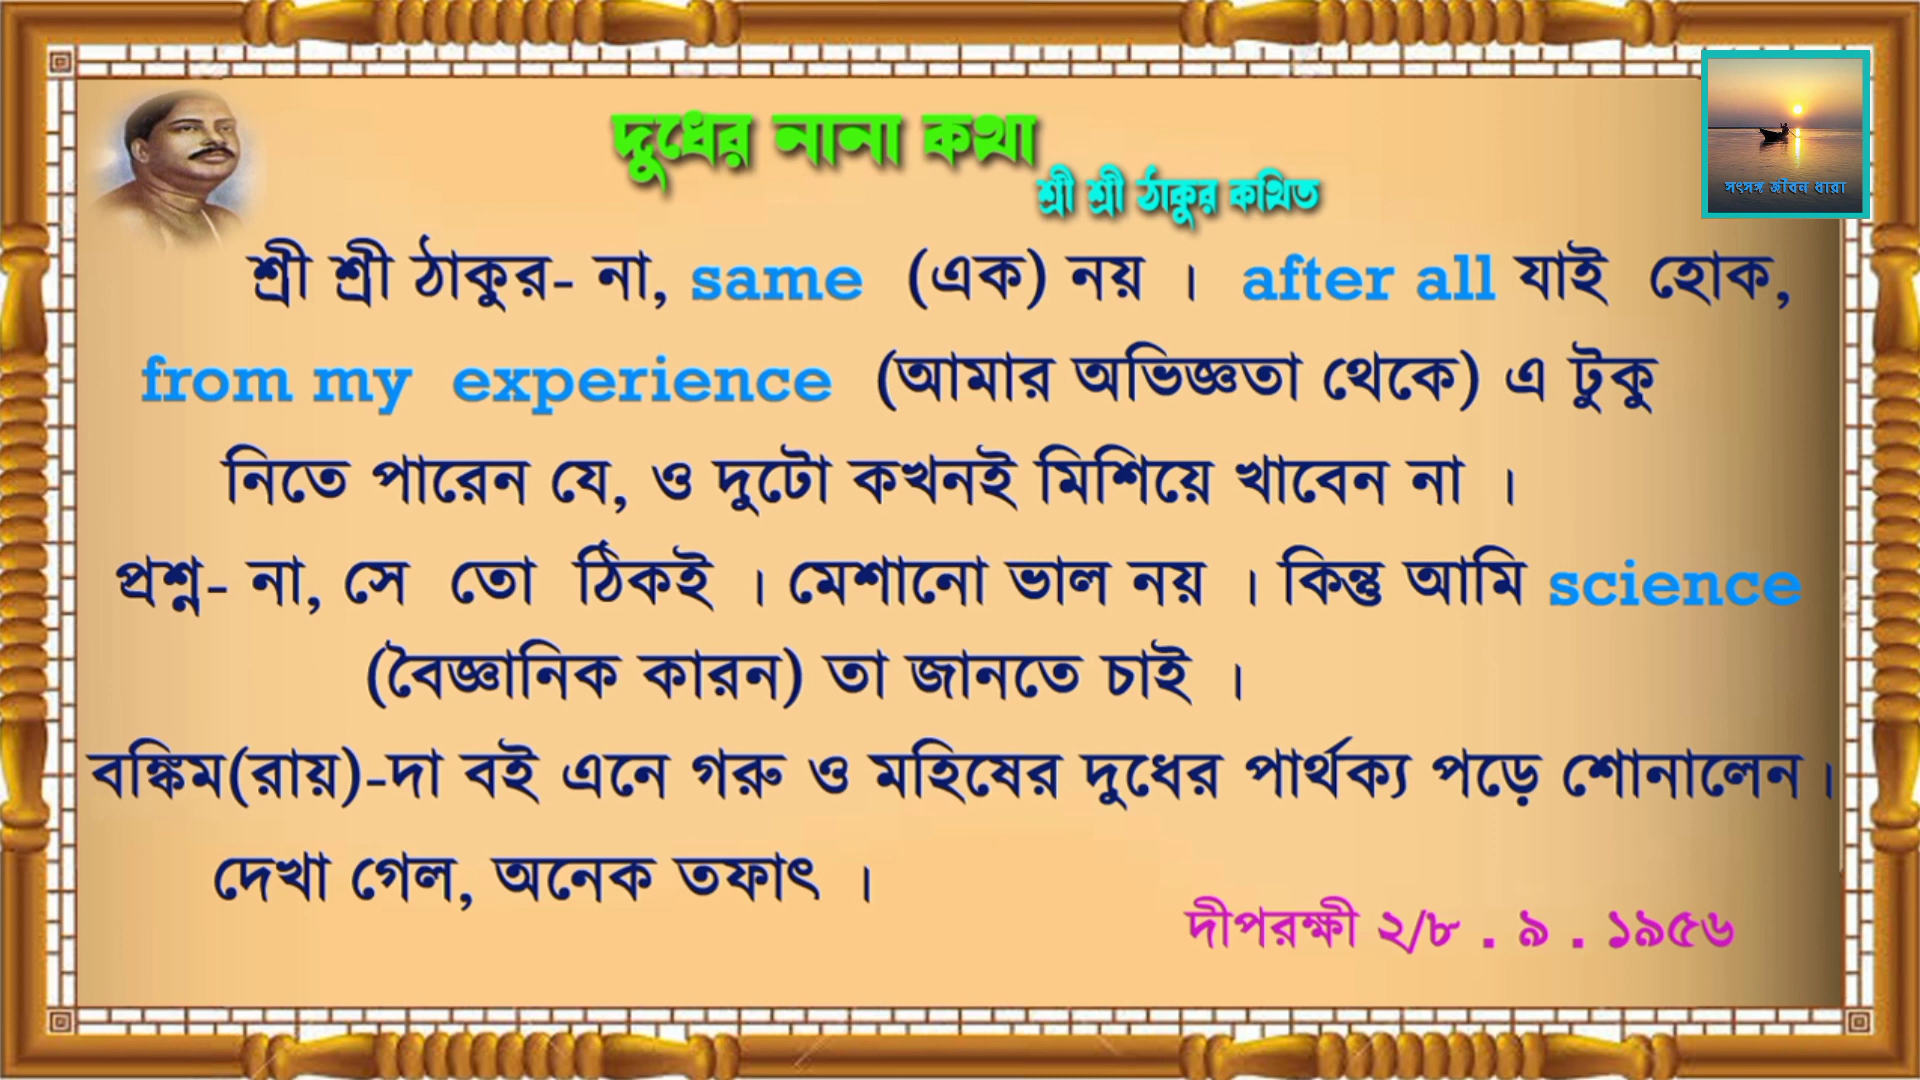 দুধের নানা কথা
শ্রী শ্রী ঠাকুর কথিত
সৎসঙ্গ জীবন ধারা
শ্রী শ্রী ঠাকুর- না, same (এক) নয় । after all যাই হোক,
from my experience (আমার অভিজ্ঞতা থেকে) এ টুকু
নিতে পারেন যে, ও দুটো কখনই মিশিয়ে খাবেন না ।
প্রশ্ন- না, সে তো ঠিকই । মেশানো ভাল নয় । কিন্তু আমি science
(বৈজ্ঞানিক কারন) তা জানতে চাই ।
বঙ্কিম(রায়)-দা বই এনে গরু ও মহিষের দুধের পার্থক্য পড়ে শোনালেন ।
দেখা গেল, অনেক তফাৎ ।
দীপরক্ষী ২/৮ . ৯ . ১৯৫৬